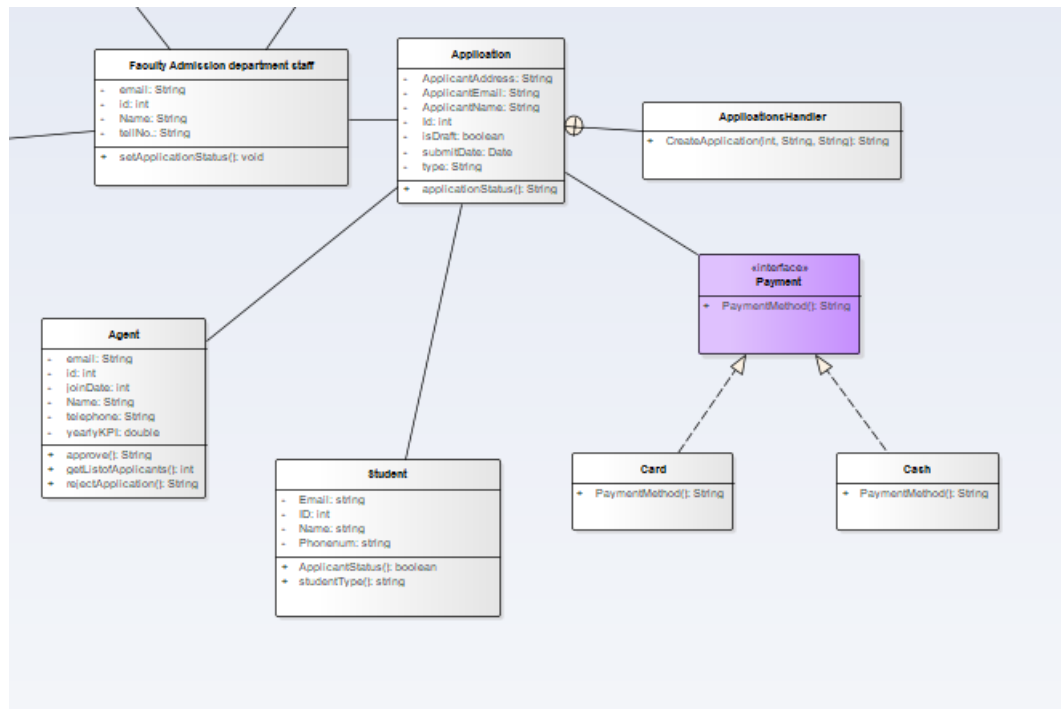 Faculty Admission department staff
- email: String
- id: int
- Name: String
- tellNo.: String
+ setApplicationStatus(): void
Application
- ApplicantAddress: String
- ApplicantEmail: String
- ApplicantName: String
- Id: int
- isDraft: boolean
- submitDate: Date
- type: String
+ applicationStatus(): String
ApplicationsHandler
+ CreateApplication(int, String, String): String
«interface»
Payment
+ PaymentMethod(): String
Agent
- email: String
- id: int
- joinDate: int
- Name: String
- telephone: String
- yearlyKPI: double
+ approve(): String
+ getListofApplicants(): int
+ rejectApplication(): String
Student
- Email: string
- ID: int
- Name: string
- Phonenum: string
+ ApplicantStatus(): boolean
+ studentType(): string
Card
+ PaymentMethod(): String
Cash
+ PaymentMethod(): String